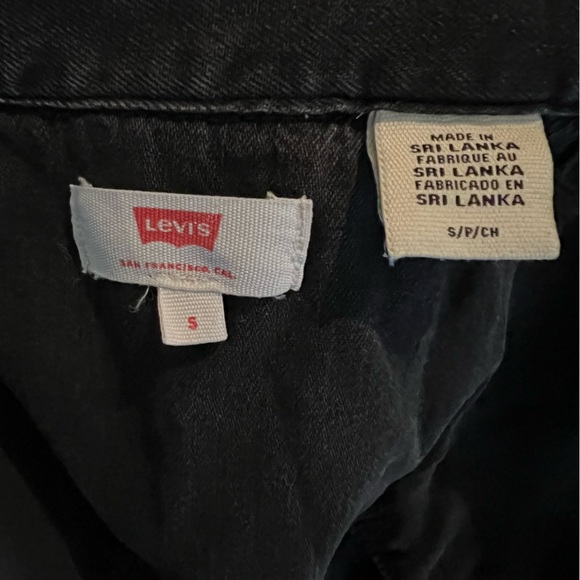 Levi's
SAN FRANCISCO, CAL.
S
MADE IN
SRI LANKA
FABRIQUE AU
SRI LANKA
FABRICADO EN
SRI LANKA
S/P/CH